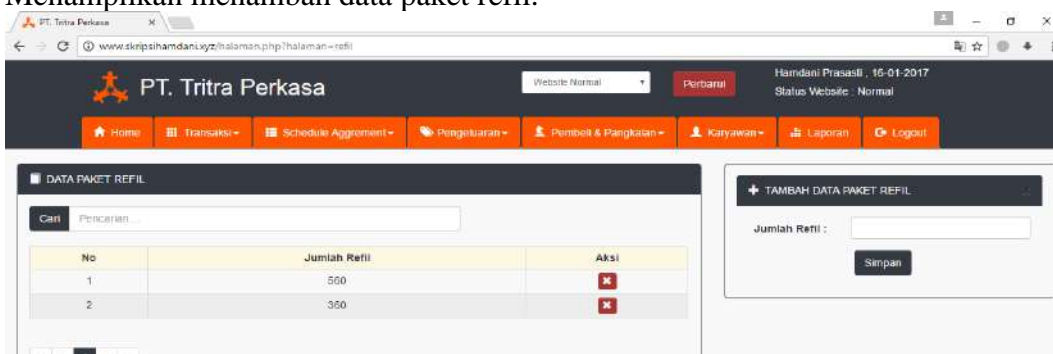 Menampilkan menambah data paket refil.
PT. Tritra Perkasa
www.skripsihamdani.xyz/halaman.php?halaman=refil
PT. Tritra Perkasa
Website Normal
Perbarui
Hamdani Prasasti , 16-01-2017
Status Website : Normal
Home
Transaksi
Schedule Aggrement
Pengeluaran
Pembeli & Pangkalan
Karyawan
Laporan
Logout
DATA PAKET REFIL
Cari
Pencarian ...
No Jumlah Refil Aksi
1 560
2 360
TAMBAH DATA PAKET REFIL
Jumlah Refil :
Simpan